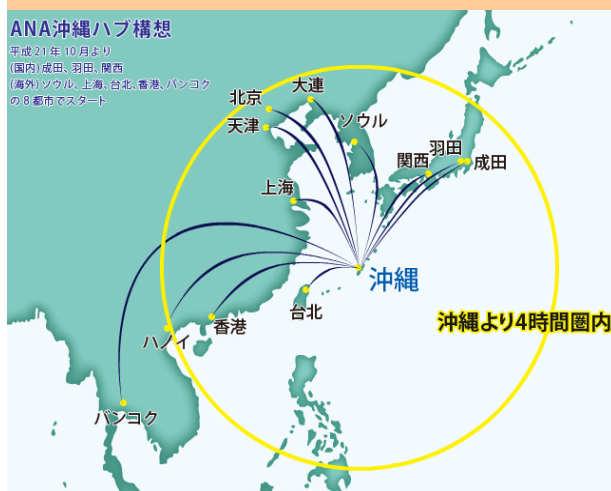 ANA沖縄ハブ構想
平成21年10月より
(国内)成田、羽田、関西
(海外)ソウル、上海、台北、香港、バンコク
の8都市でスタート
大連
北京
天津
ソウル
羽田
関西
成田
上海
沖縄
台北
香港
ハノイ
沖縄より4時間圏内
バンコク